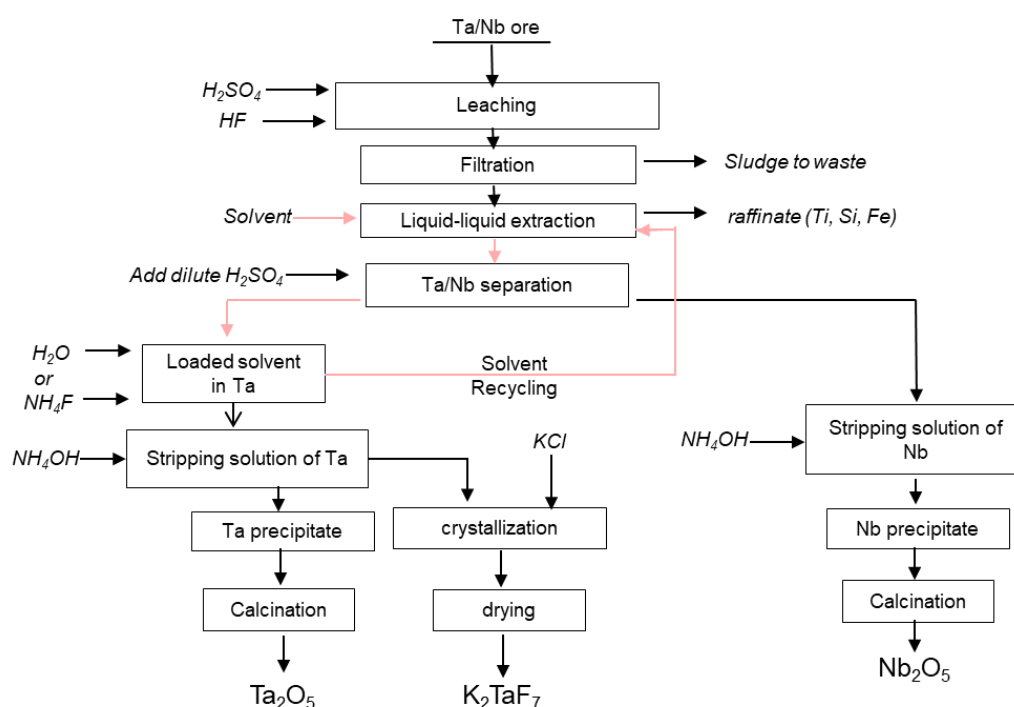 Ta/Nb ore
H₂SO₄
HF
Leaching
Filtration
Sludge to waste
Solvent
Liquid-liquid extraction
raffinate (Ti, Si, Fe)
Add dilute H₂SO₄
Ta/Nb separation
H₂O
or
NH₄F
Loaded solvent
in Ta
Solvent
Recycling
NH₄OH
Stripping solution of Ta
KCl
NH₄OH
Stripping solution of
Nb
Ta precipitate
crystallization
Nb precipitate
Calcination
drying
Calcination
Ta₂O₅
K₂TaF₇
Nb₂O₅